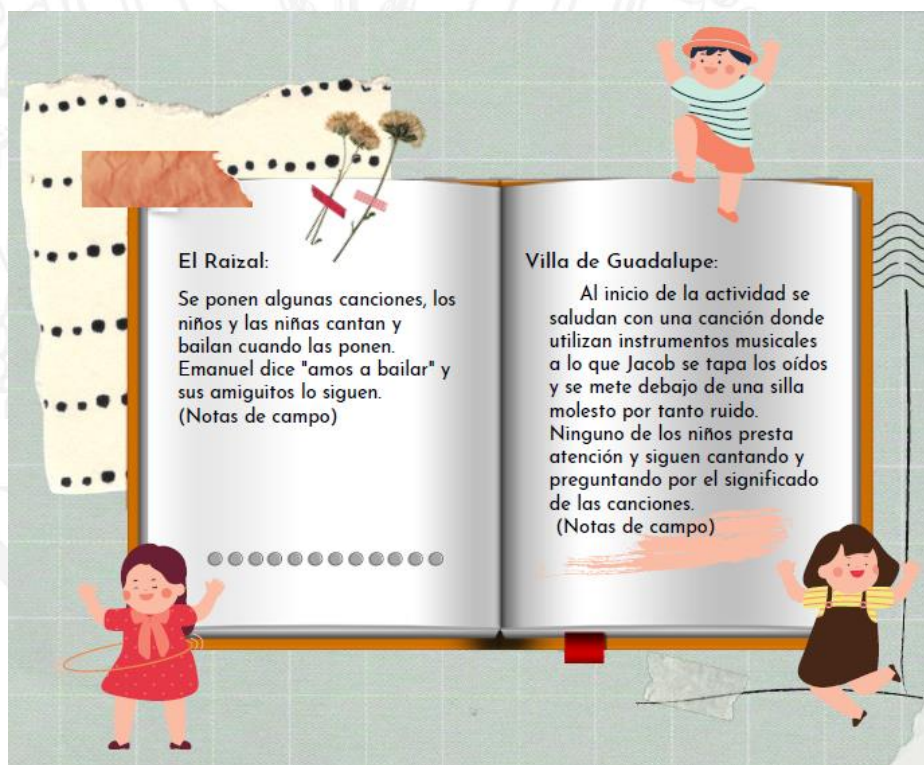 El Raizal:
Se ponen algunas canciones, los
niños y las niñas cantan y
bailan cuando las ponen.
Emanuel dice "amos a bailar" y
sus amiguitos lo siguen.
(Notas de campo)
Villa de Guadalupe:
Al inicio de la actividad se
saludan con una canción donde
utilizan instrumentos musicales
a lo que Jacob se tapa los oídos
y se mete debajo de una silla
molesto por tanto ruido.
Ninguno de los niños presta
atención y siguen cantando y
preguntando por el significado
de las canciones.
(Notas de campo)